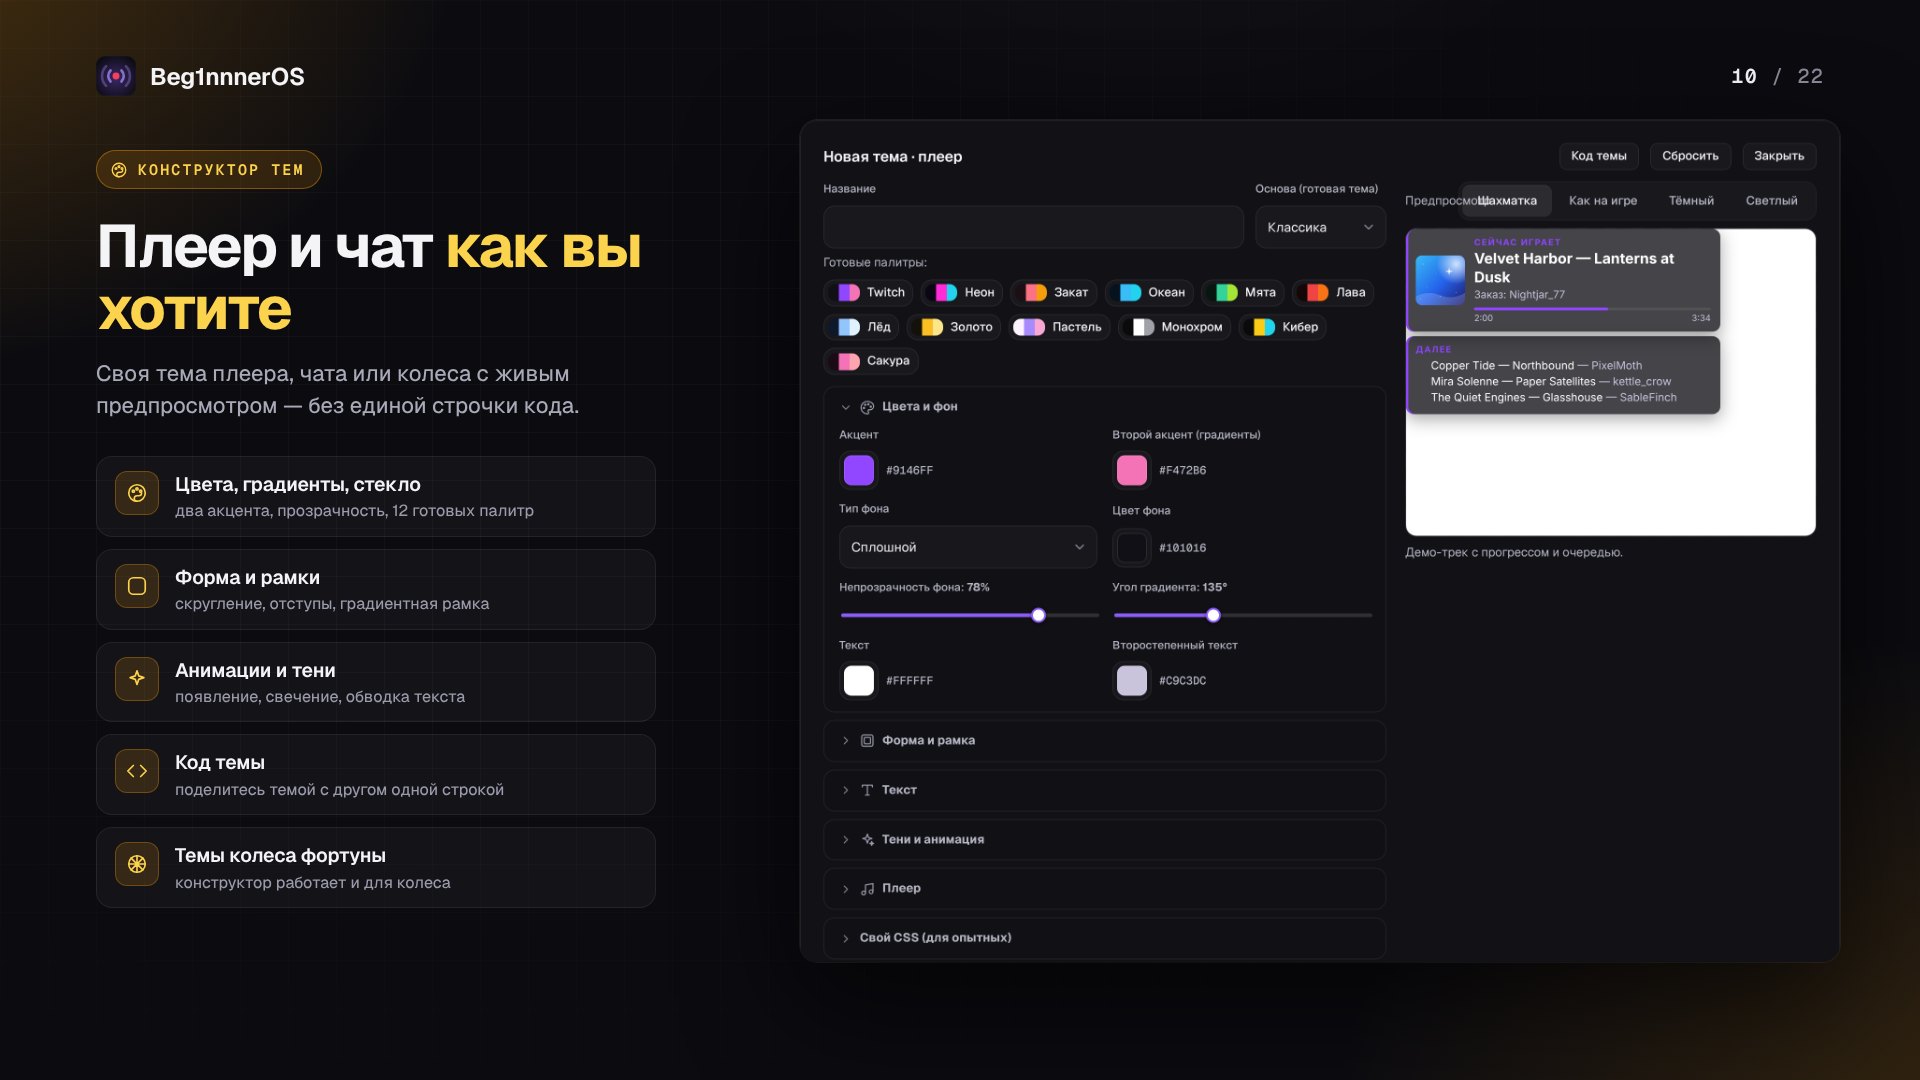 Beg1nnnerOS
10 / 22
КОНСТРУКТОР ТЕМ
Плеер и чат как вы
хотите
Своя тема плеера, чата или колеса с живым
предпросмотром — без единой строчки кода.
Цвета, градиенты, стекло
два акцента, прозрачность, 12 готовых палитр
Форма и рамки
скругление, отступы, градиентная рамка
Анимации и тени
появление, свечение, обводка текста
Код темы
поделитесь темой с другом одной строкой
Темы колеса фортуны
конструктор работает и для колеса
Новая тема · плеер
Код темы Сбросить Закрыть
Название
Основа (готовая тема)
Классика
Готовые палитры:
Twitch Неон Закат Океан Мята Лава
Лёд Золото Пастель Монохром Кибер
Сакура
Цвета и фон
Акцент Второй акцент (градиенты)
#9146FF #F472B6
Тип фона Цвет фона
Сплошной #101016
Непрозрачность фона: 78% Угол градиента: 135°
Текст Второстепенный текст
#FFFFFF #C9C3DC
Форма и рамка
Текст
Тени и анимация
Плеер
Свой CSS (для опытных)
Шахматка Как на игре Тёмный Светлый
СЕЙЧАС ИГРАЕТ
Velvet Harbor — Lanterns at
Dusk
Заказ: Nightjar_77
2:00 3:34
ДАЛЕЕ
Copper Tide — Northbound — PixelMoth
Mira Solenne — Paper Satellites — kettle_crow
The Quiet Engines — Glasshouse — SableFinch
Демо-трек с прогрессом и очередью.